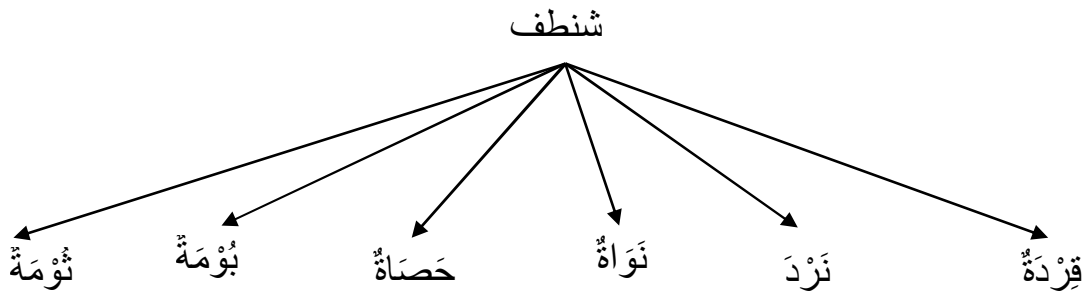 شنطف
قِرْدَةٌ نَرْدَ نَوَاةٌ حَصَاةٌ بُوْمَةٌ ثُوْمَةٌ